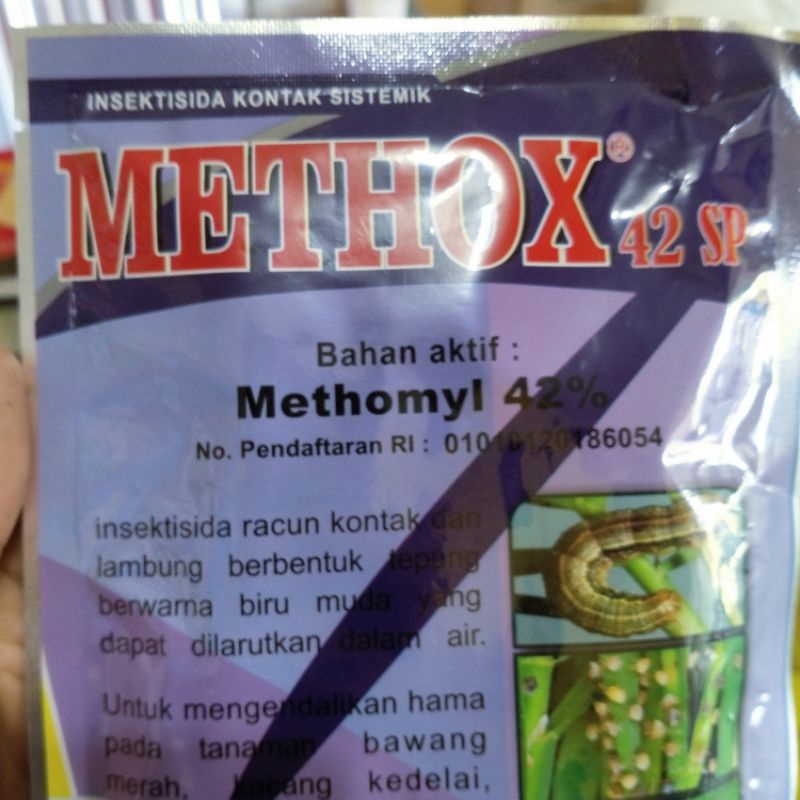 INSEKTISIDA KONTAK SISTEMIK
METHOX® 42 SP
Bahan aktif :
Methomyl 42%
No. Pendaftaran RI : 01010120186054
insektisida racun kontak dan
lambung berbentuk tepung
berwarna biru muda yang
dapat dilarutkan dalam air.
Untuk mengendalikan hama
pada tanaman bawang
merah, kacang kedelai,